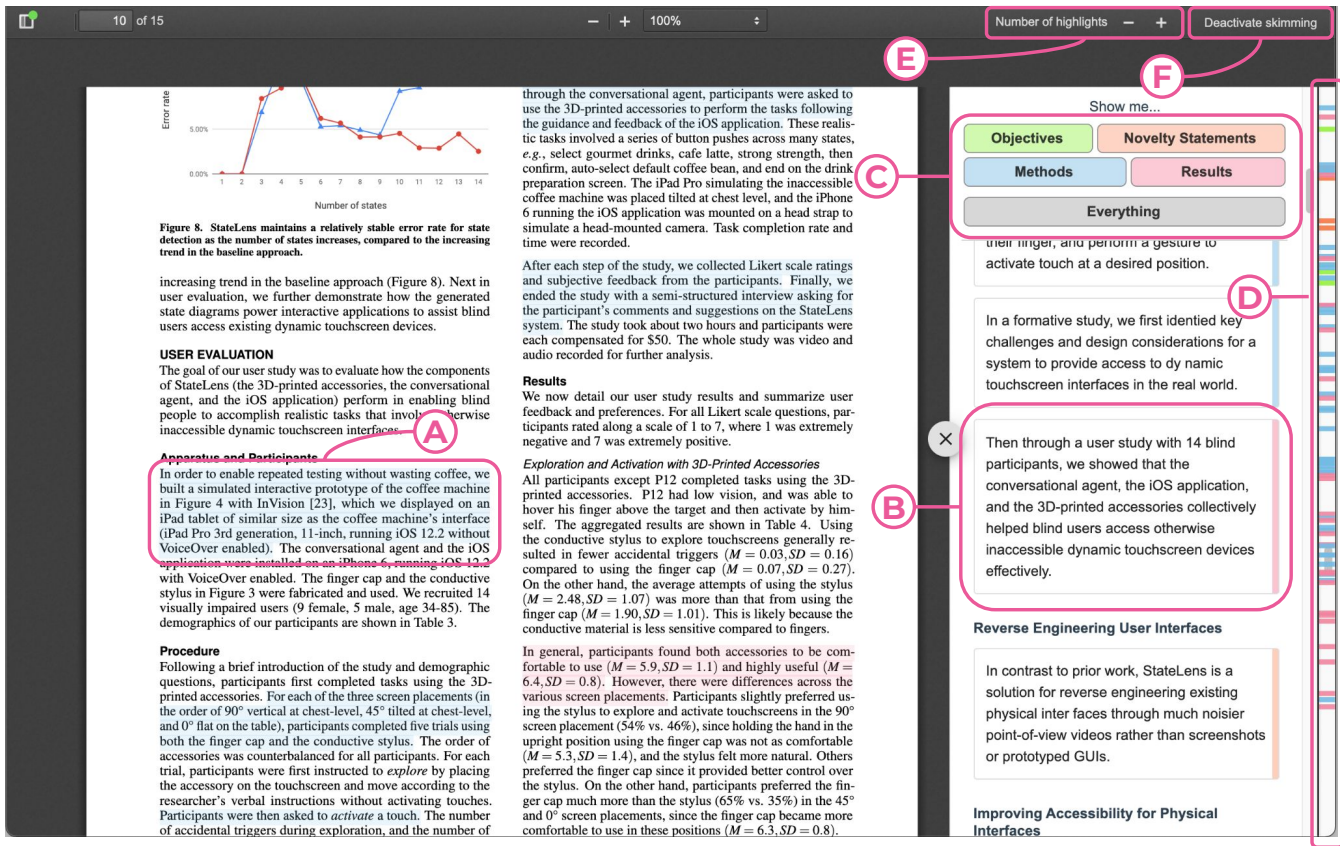 10 of 15
− + 100%
Number of highlights − +
Deactivate skimming
E
F
Error rate
5.00%
0.00%
1 2 3 4 5 6 7 8 9 10 11 12 13 14
Number of states
Figure 8. StateLens maintains a relatively stable error rate for state
detection as the number of states increases, compared to the increasing
trend in the baseline approach.
increasing trend in the baseline approach (Figure 8). Next in
user evaluation, we further demonstrate how the generated
state diagrams power interactive applications to assist blind
users access existing dynamic touchscreen devices.
USER EVALUATION
The goal of our user study was to evaluate how the components
of StateLens (the 3D-printed accessories, the conversational
agent, and the iOS application) perform in enabling blind
people to accomplish realistic tasks that involve otherwise
inaccessible dynamic touchscreen interfaces.
A
Apparatus and Participants
In order to enable repeated testing without wasting coffee, we
built a simulated interactive prototype of the coffee machine
in Figure 4 with InVision [23], which we displayed on an
iPad tablet of similar size as the coffee machine's interface
(iPad Pro 3rd generation, 11-inch, running iOS 12.2 without
VoiceOver enabled). The conversational agent and the iOS
application were installed on an iPhone 6, running iOS 12.2
with VoiceOver enabled. The finger cap and the conductive
stylus in Figure 3 were fabricated and used. We recruited 14
visually impaired users (9 female, 5 male, age 34-85). The
demographics of our participants are shown in Table 3.
Procedure
Following a brief introduction of the study and demographic
questions, participants first completed tasks using the 3D-
printed accessories. For each of the three screen placements (in
the order of 90° vertical at chest-level, 45° tilted at chest-level,
and 0° flat on the table), participants completed five trials using
both the finger cap and the conductive stylus. The order of
accessories was counterbalanced for all participants. For each
trial, participants were first instructed to explore by placing
the accessory on the touchscreen and move according to the
researcher's verbal instructions without activating touches.
Participants were then asked to activate a touch. The number
of accidental triggers during exploration, and the number of
through the conversational agent, participants were asked to
use the 3D-printed accessories to perform the tasks following
the guidance and feedback of the iOS application. These realis-
tic tasks involved a series of button pushes across many states,
e.g., select gourmet drinks, cafe latte, strong strength, then
confirm, auto-select default coffee bean, and end on the drink
preparation screen. The iPad Pro simulating the inaccessible
coffee machine was placed tilted at chest level, and the iPhone
6 running the iOS application was mounted on a head strap to
simulate a head-mounted camera. Task completion rate and
time were recorded.
After each step of the study, we collected Likert scale ratings
and subjective feedback from the participants. Finally, we
ended the study with a semi-structured interview asking for
the participant's comments and suggestions on the StateLens
system. The study took about two hours and participants were
each compensated for $50. The whole study was video and
audio recorded for further analysis.
Results
We now detail our user study results and summarize user
feedback and preferences. For all Likert scale questions, par-
ticipants rated along a scale of 1 to 7, where 1 was extremely
negative and 7 was extremely positive.
Exploration and Activation with 3D-Printed Accessories
All participants except P12 completed tasks using the 3D-
printed accessories. P12 had low vision, and was able to
hover his finger above the target and then activate by him-
self. The aggregated results are shown in Table 4. Using
the conductive stylus to explore touchscreens generally re-
sulted in fewer accidental triggers (M = 0.03, SD = 0.16)
compared to using the finger cap (M = 0.07, SD = 0.27).
On the other hand, the average attempts of using the stylus
(M = 2.48, SD = 1.07) was more than that from using the
finger cap (M = 1.90, SD = 1.01). This is likely because the
conductive material is less sensitive compared to fingers.
In general, participants found both accessories to be com-
fortable to use (M = 5.9, SD = 1.1) and highly useful (M =
6.4, SD = 0.8). However, there were differences across the
various screen placements. Participants slightly preferred us-
ing the stylus to explore and activate touchscreens in the 90°
screen placement (54% vs. 46%), since holding the hand in the
upright position using the finger cap was not as comfortable
(M = 5.3, SD = 1.4), and the stylus felt more natural. Others
preferred the finger cap since it provided better control over
the stylus. On the other hand, participants preferred the fin-
ger cap much more than the stylus (65% vs. 35%) in the 45°
and 0° screen placements, since the finger cap became more
comfortable to use in these positions (M = 6.3, SD = 0.8).
Show me...
Objectives
Novelty Statements
C
Methods
Results
Everything
their finger, and perform a gesture to
activate touch at a desired position.
D
In a formative study, we first identied key
challenges and design considerations for a
system to provide access to dy namic
touchscreen interfaces in the real world.
B
Then through a user study with 14 blind
participants, we showed that the
conversational agent, the iOS application,
and the 3D-printed accessories collectively
helped blind users access otherwise
inaccessible dynamic touchscreen devices
effectively.
Reverse Engineering User Interfaces
In contrast to prior work, StateLens is a
solution for reverse engineering existing
physical inter faces through much noisier
point-of-view videos rather than screenshots
or prototyped GUIs.
Improving Accessibility for Physical
Interfaces